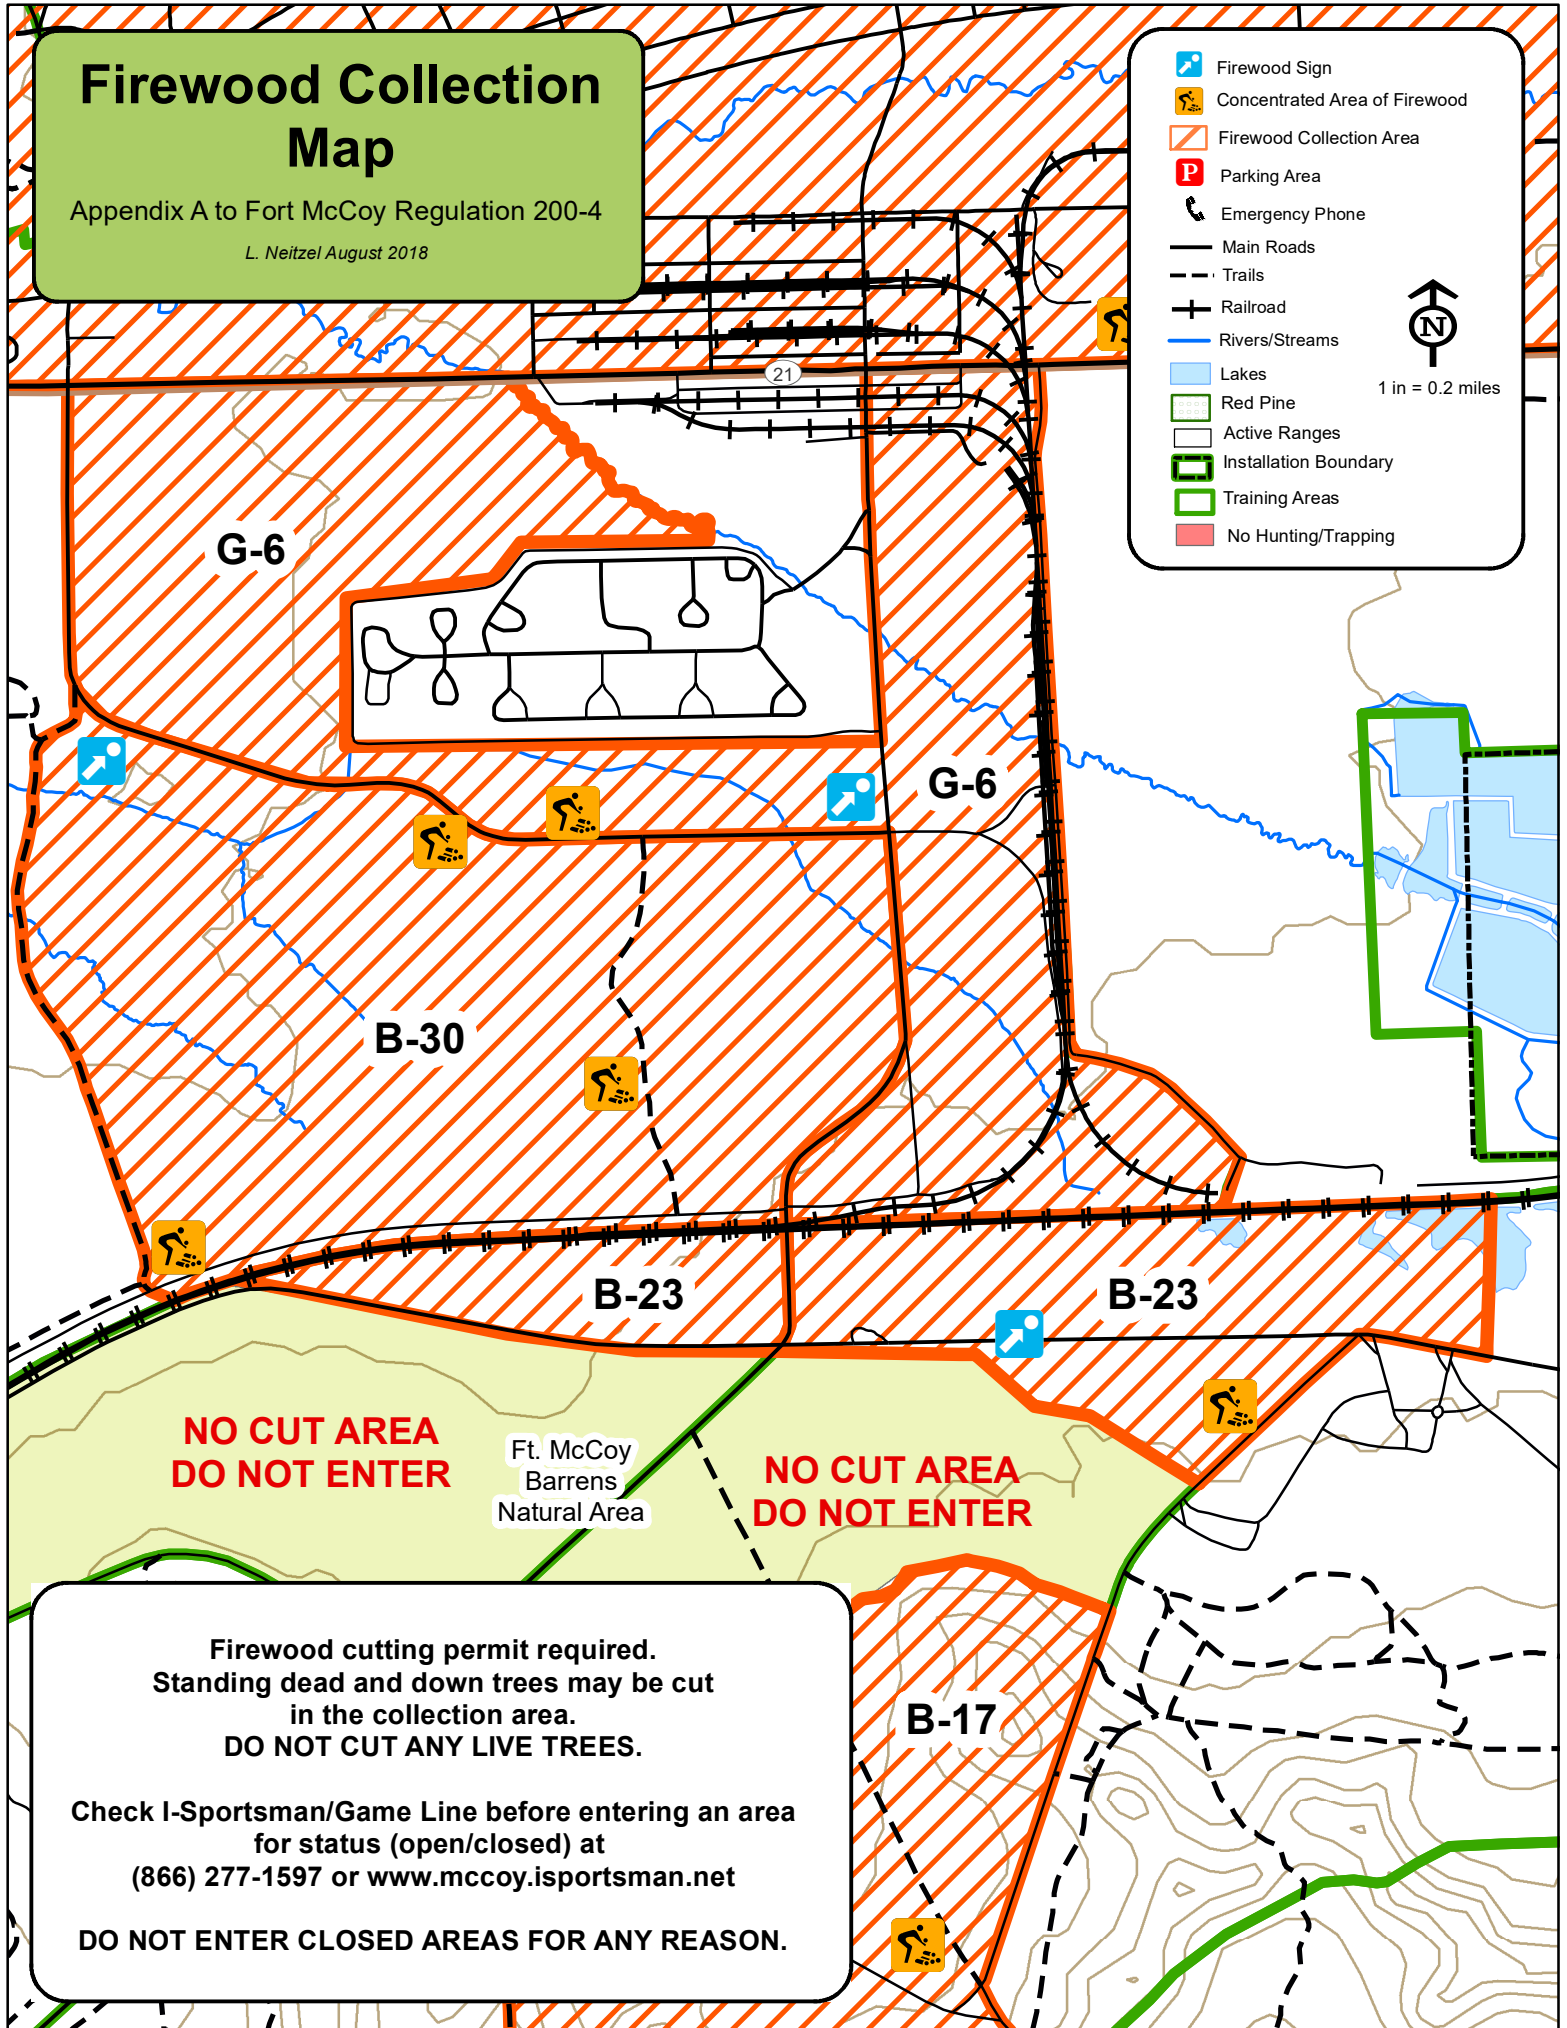 Firewood Collection
Map
Appendix A to Fort McCoy Regulation 200-4
L. Neitzel August 2018
Firewood Sign
Concentrated Area of Firewood
Firewood Collection Area
P
Parking Area
Emergency Phone
Main Roads
Trails
Railroad
Rivers/Streams
Lakes
Red Pine
Active Ranges
Installation Boundary
Training Areas
No Hunting/Trapping
N
1 in = 0.2 miles
21
G-6
G-6
B-30
B-23
B-23
NO CUT AREA
DO NOT ENTER
Ft. McCoy
Barrens
Natural Area
NO CUT AREA
DO NOT ENTER
B-17
Firewood cutting permit required.
Standing dead and down trees may be cut
in the collection area.
DO NOT CUT ANY LIVE TREES.
Check I-Sportsman/Game Line before entering an area
for status (open/closed) at
(866) 277-1597 or www.mccoy.isportsman.net
DO NOT ENTER CLOSED AREAS FOR ANY REASON.